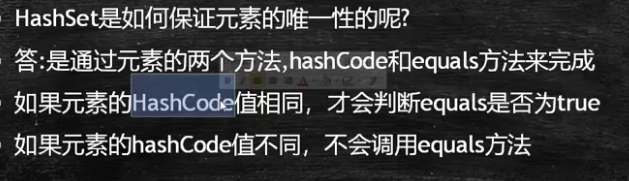 HashSet是如何保证元素的唯一性的呢?
答:是通过元素的两个方法,hashCode和equals方法来完成
如果元素的HashCode值相同，才会判断equals是否为true
如果元素的hashCode值不同，不会调用equals方法